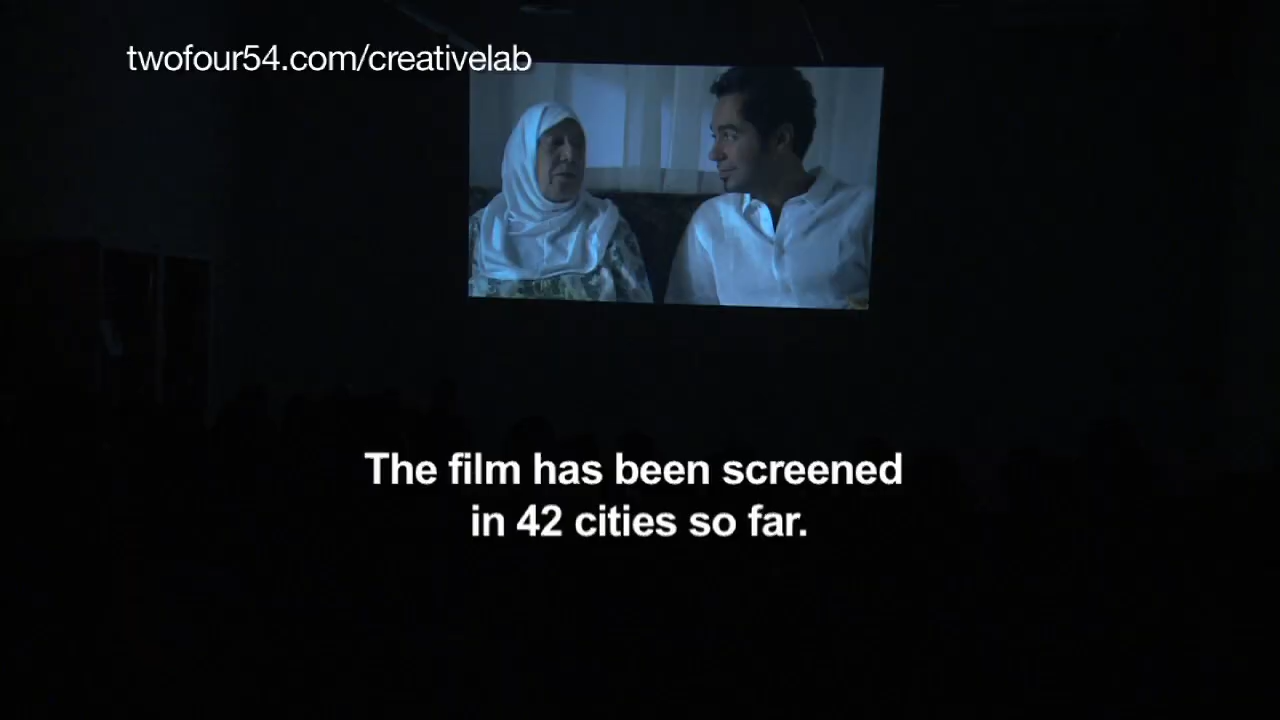 twofour54.com/creativelab
The film has been screened
in 42 cities so far.